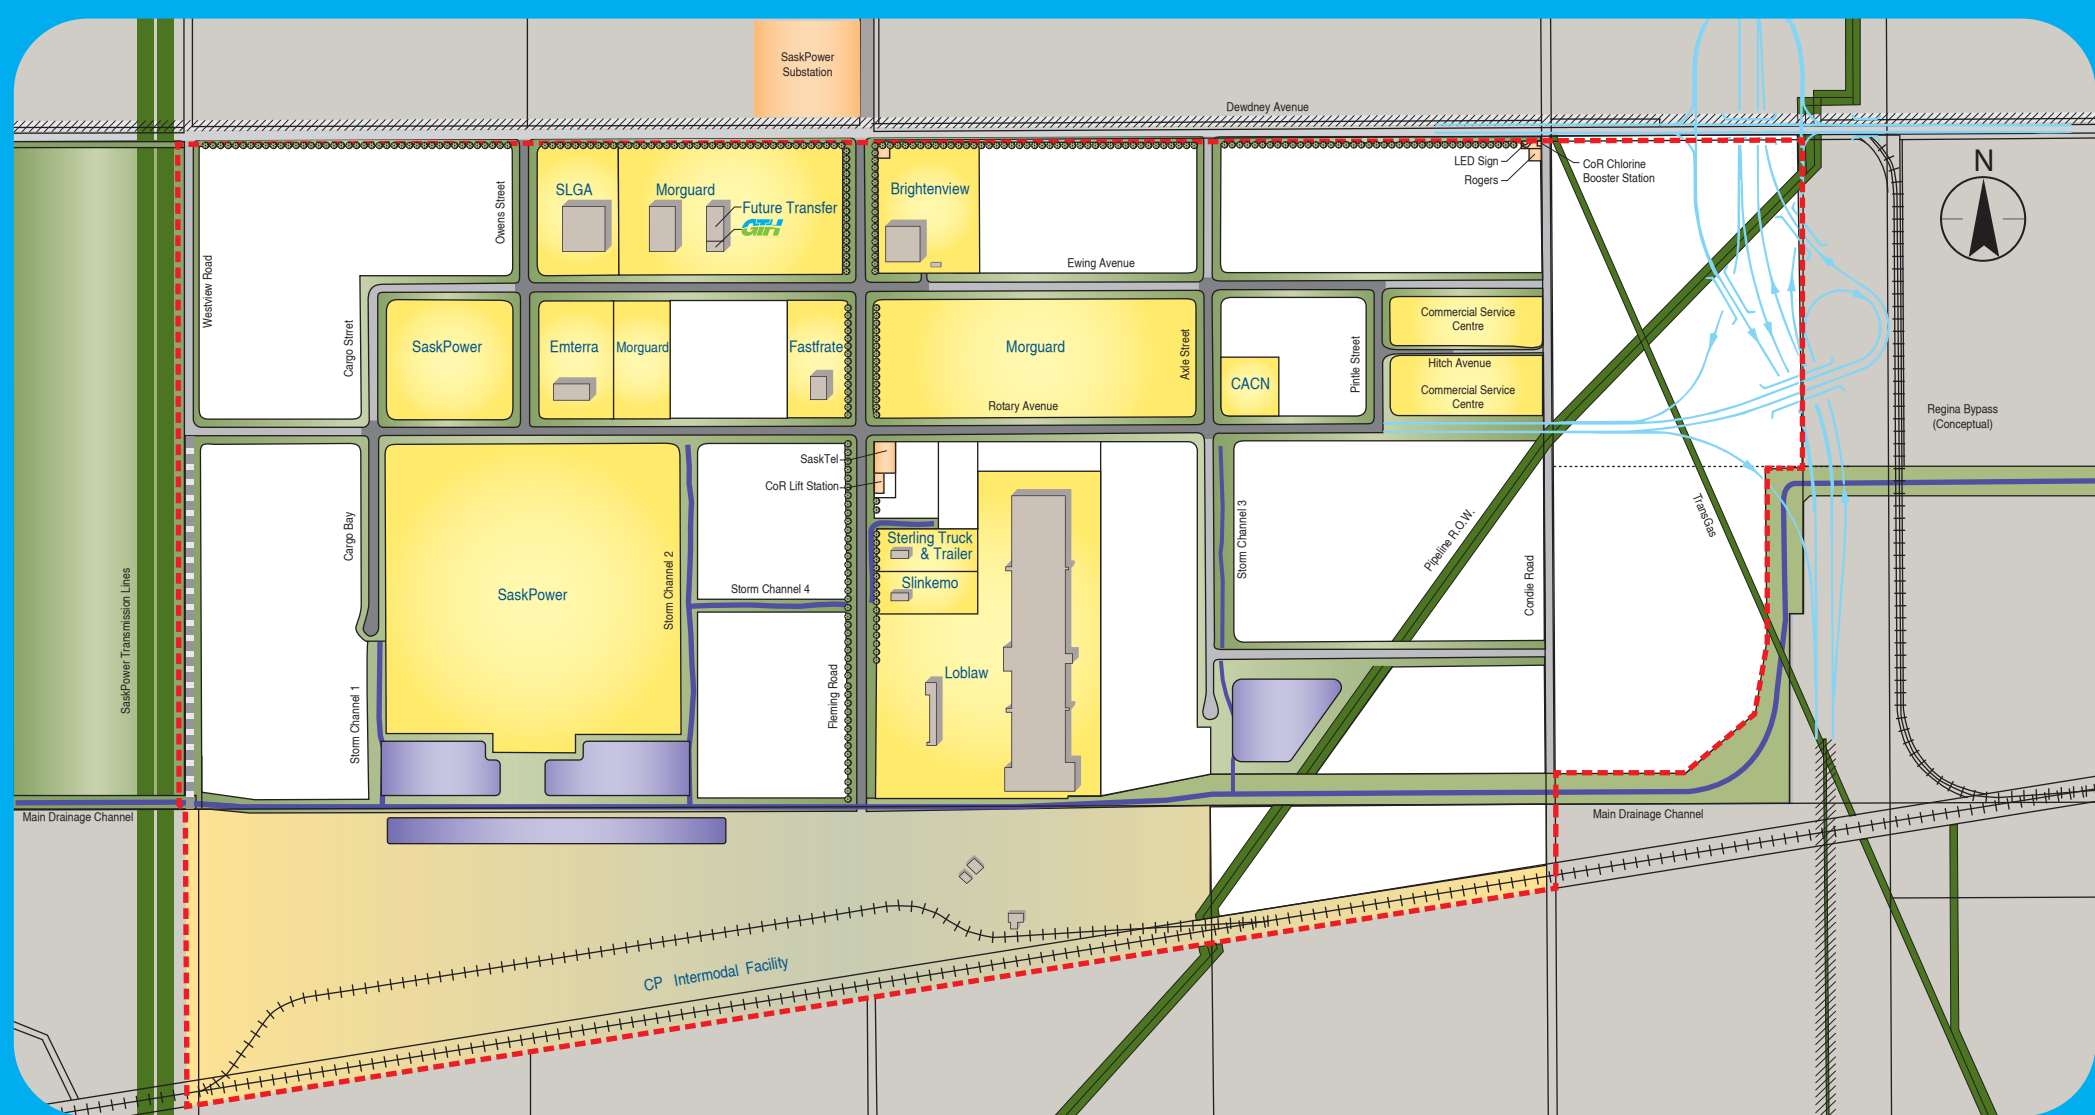 SaskPower
Substation
Dewdney Avenue
LED Sign
Rogers
CoR Chlorine
Booster Station
N
Owens Street
SLGA
Morguard
Future Transfer
GTH
Brightenview
Westview Road
Ewing Avenue
Cargo Stret
SaskPower
Emterra
Morguard
Fastfrate
Morguard
Axle Street
Rotary Avenue
CACN
Pintle Street
Commercial Service
Centre
Hitch Avenue
Commercial Service
Centre
Regina Bypass
(Conceptual)
SaskTel
CoR Lift Station
Cargo Bay
SaskPower
Storm Channel 2
Storm Channel 4
Sterling Truck
& Trailer
Slinkemo
Storm Channel 3
Pipeline R.O.W.
Condie Road
TransGas
SaskPower Transmission Lines
Storm Channel 1
Fleming Road
Loblaw
Main Drainage Channel
Main Drainage Channel
CP Intermodal Facility